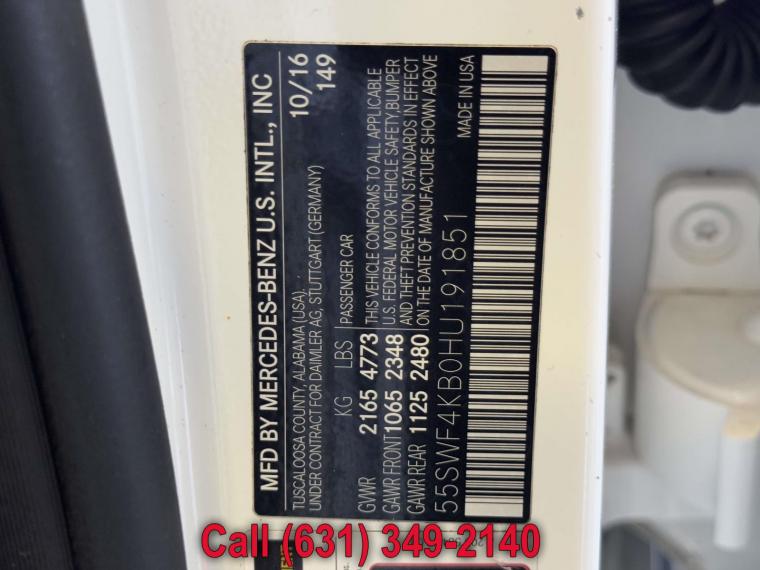 MFD BY MERCEDES-BENZ U.S. INTL., INC
TUSCALOOSA COUNTY, ALABAMA (USA), 10/16
UNDER CONTRACT FOR DAIMLER AG, STUTTGART (GERMANY) 149
KG LBS PASSENGER CAR
GVWR 2165 4773 THIS VEHICLE CONFORMS TO ALL APPLICABLE
GAWR FRONT 1065 2348 U.S. FEDERAL MOTOR VEHICLE SAFETY, BUMPER
GAWR REAR 1125 2480 AND THEFT PREVENTION STANDARDS IN EFFECT
ON THE DATE OF MANUFACTURE SHOWN ABOVE
55SWF4KB0HU191851 MADE IN USA
Call (631) 349-2140